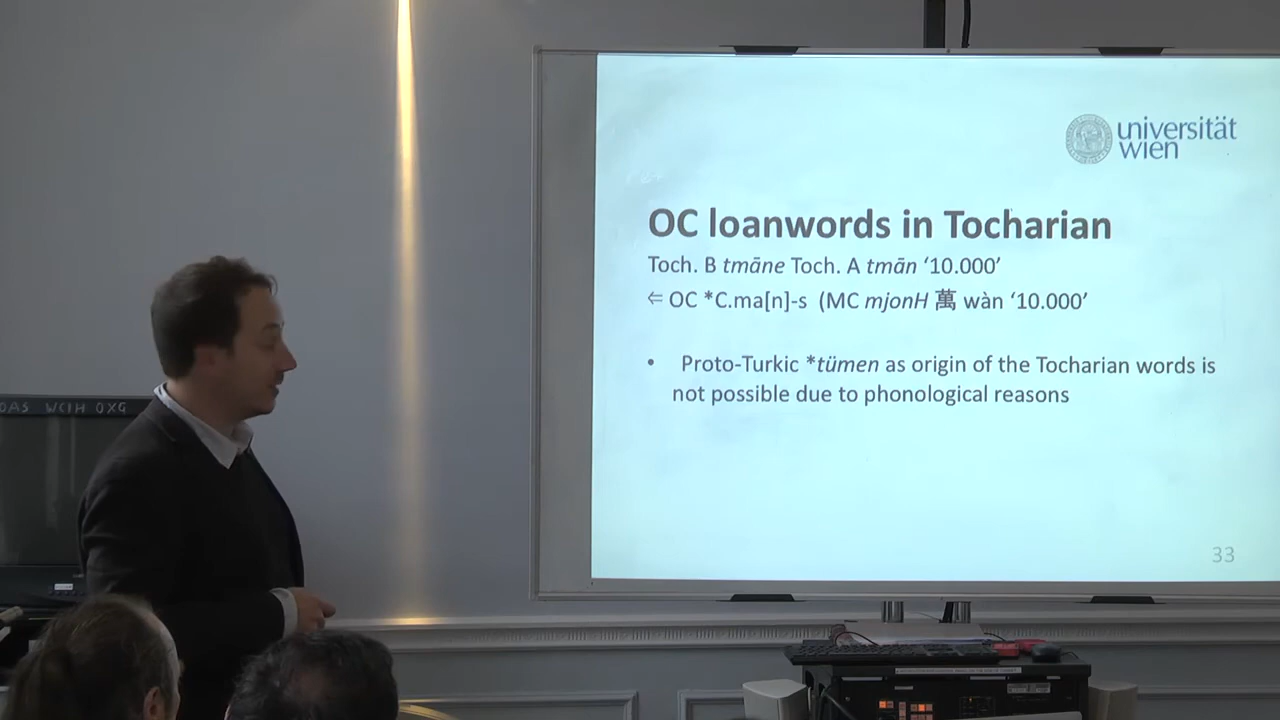 universität
wien
OC loanwords in Tocharian
Toch. B tmāne Toch. A tmān ‘10.000’
⇐ OC *C.ma[n]-s (MC mjonH 萬 wàn ‘10.000’
• Proto-Turkic *tümen as origin of the Tocharian words is
not possible due to phonological reasons
33